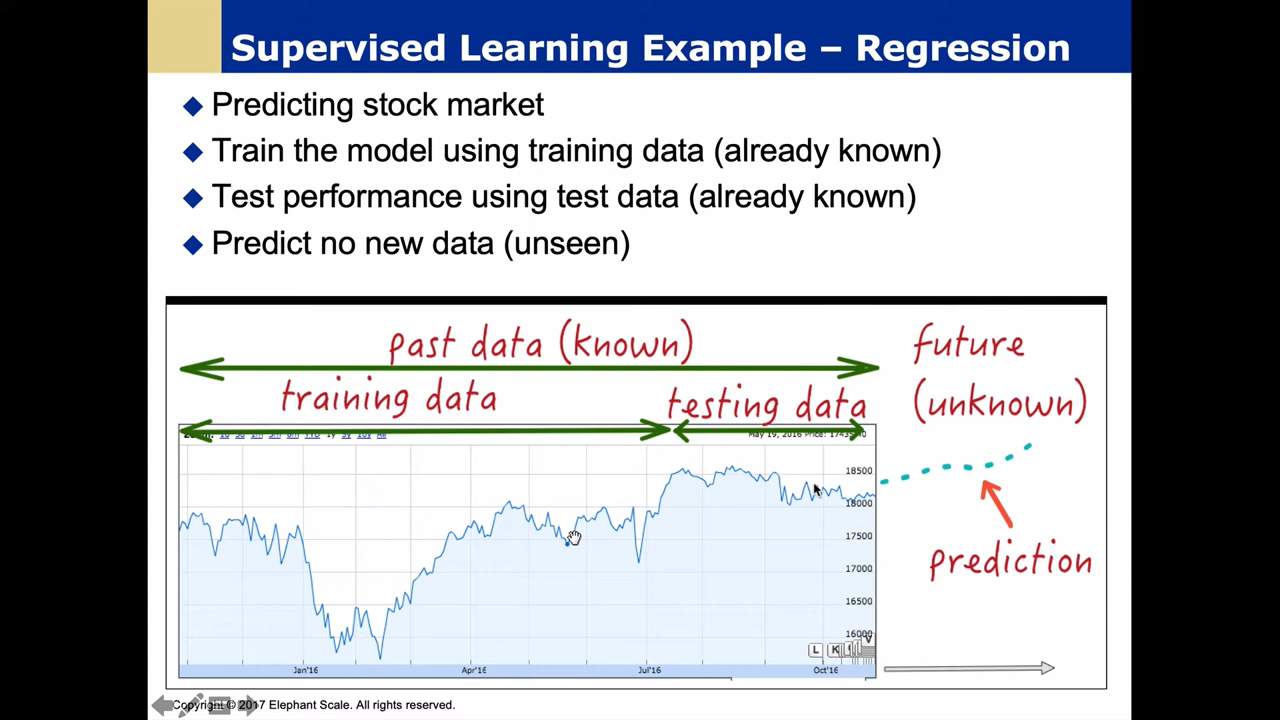 Supervised Learning Example – Regression
Predicting stock market
Train the model using training data (already known)
Test performance using test data (already known)
Predict no new data (unseen)
past data (known)
future
(unknown)
training data
testing data
May 19, 2016 Price:
18500
18000
17500
17000
16500
16000
prediction
L K V
Jan'16 Apr'16 Jul'16 Oct'16
Copyright © 2017 Elephant Scale. All rights reserved.